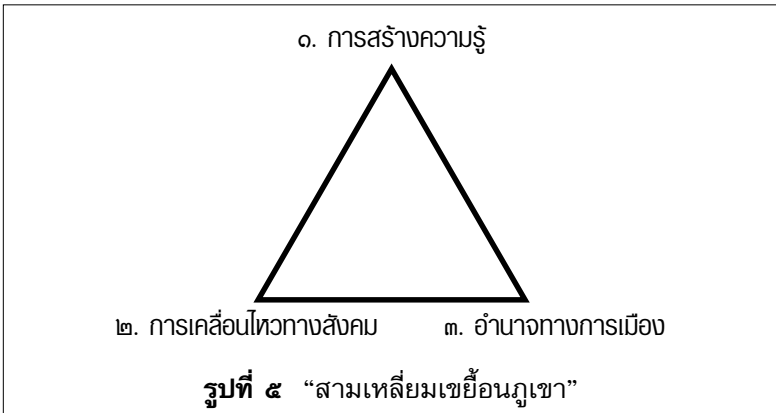 ๑. การสร้างความรู้
๒. การเคลื่อนไหวทางสังคม ๓. อำนาจทางการเมือง
รูปที่ ๕ “สามเหลี่ยมเขยื้อนภูเขา”